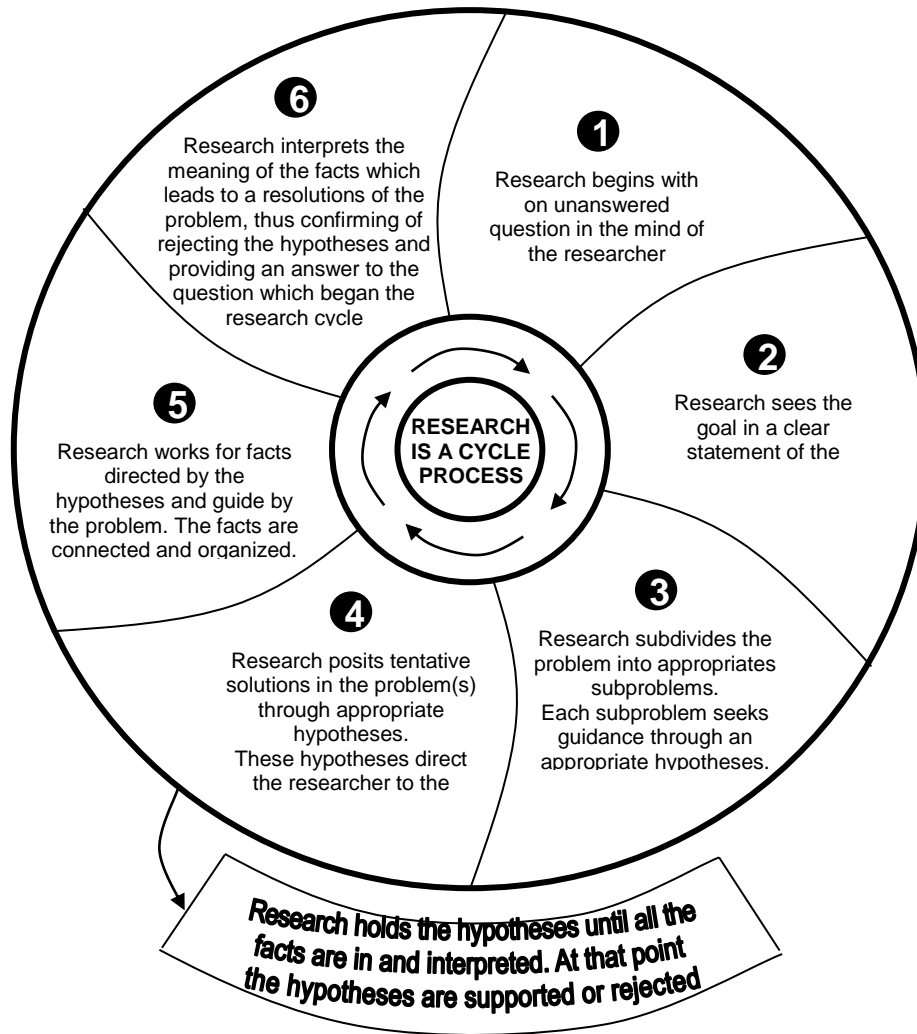 1
Research begins with
on unanswered
question in the mind of
the researcher
2
Research sees the
goal in a clear
statement of the
3
Research subdivides the
problem into appropriates
subproblems.
Each subproblem seeks
guidance through an
appropriate hypotheses.
4
Research posits tentative
solutions in the problem(s)
through appropriate
hypotheses.
These hypotheses direct
the researcher to the
5
Research works for facts
directed by the
hypotheses and guide by
the problem. The facts are
connected and organized.
6
Research interprets the
meaning of the facts which
leads to a resolutions of the
problem, thus confirming of
rejecting the hypotheses and
providing an answer to the
question which began the
research cycle
RESEARCH
IS A CYCLE
PROCESS
Research holds the hypotheses until all the
facts are in and interpreted. At that point
the hypotheses are supported or rejected